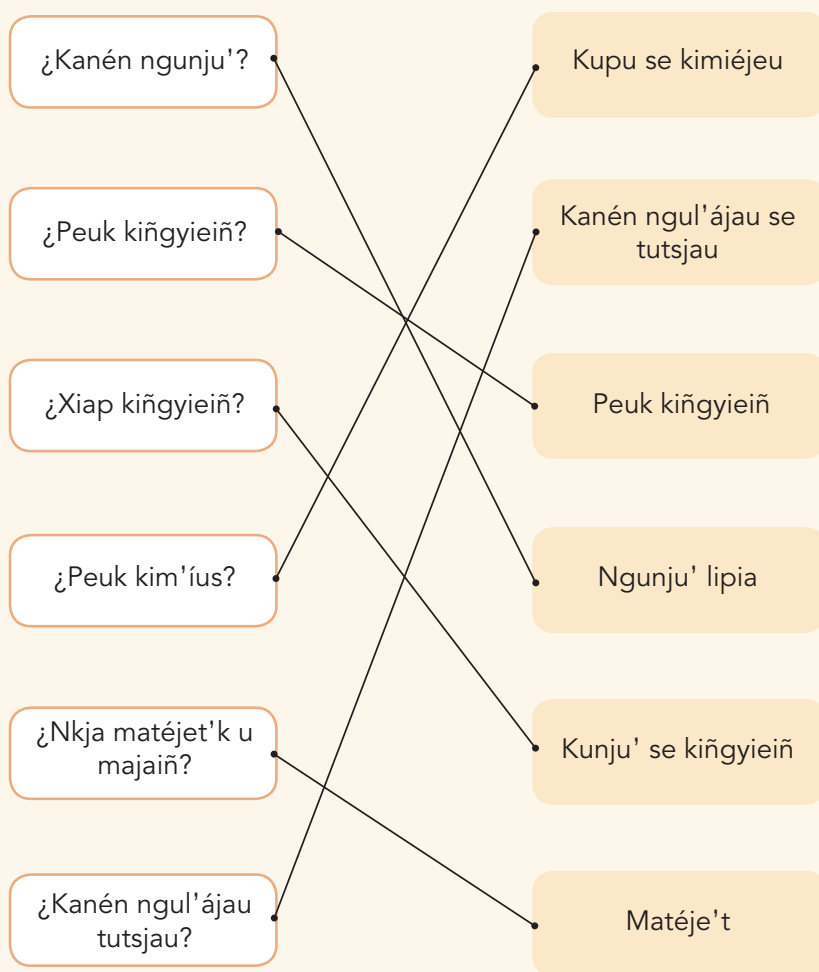 ¿Kanén ngunju’?
Kupu se kimiéjeu
¿Peuk kiñgyieiñ?
Kanén ngul’ájau se
tutsjau
¿Xiap kiñgyieiñ?
Peuk kiñgyieiñ
¿Peuk kim’íus?
Ngunju’ lipia
¿Nkja matéjet’k u
majaiñ?
Kunju’ se kiñgyieiñ
¿Kanén ngul’ájau
tutsjau?
Matéje’t